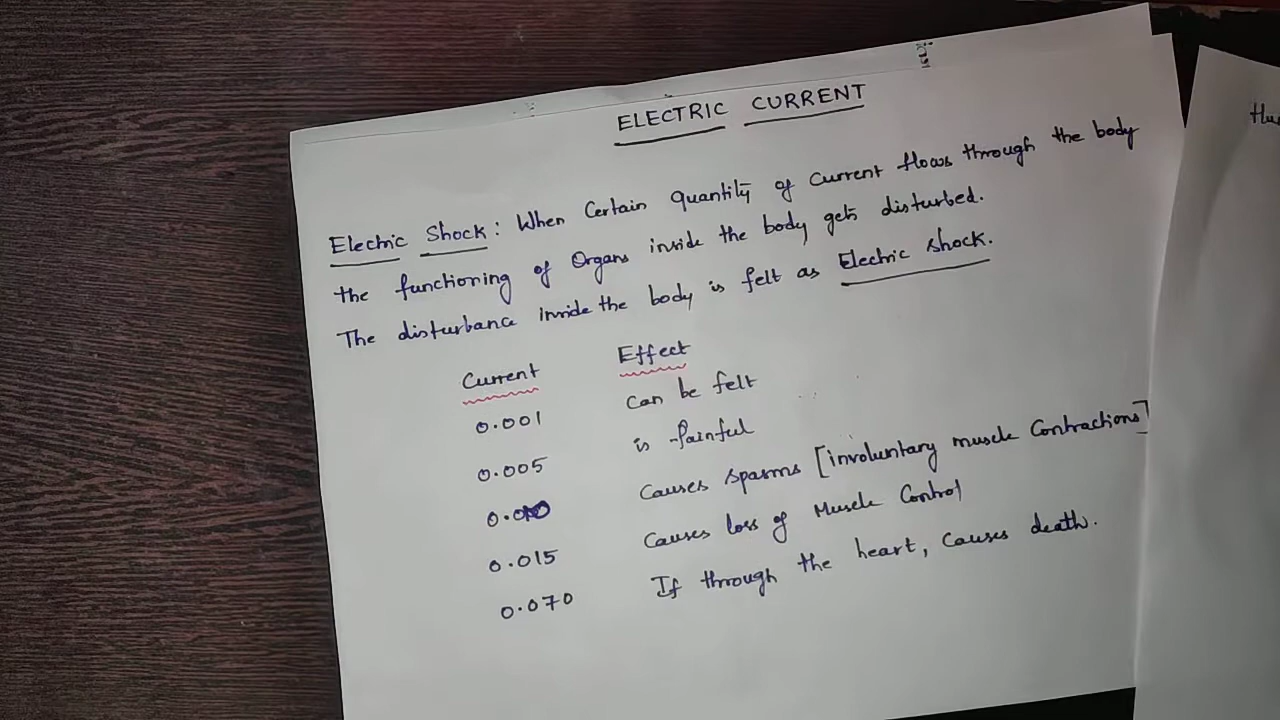 ELECTRIC CURRENT
Electric Shock: When Certain Quantity of Current flows through the body
the functioning of Organs inside the body gets disturbed.
The disturbance inside the body is felt as Electric shock.
Current Effect
0.001 can be felt
0.005 is painful
0.010 Causes spasms [involuntary muscle Contractions]
0.015 Causes loss of Muscle Control
0.070 If through the heart, Causes death.